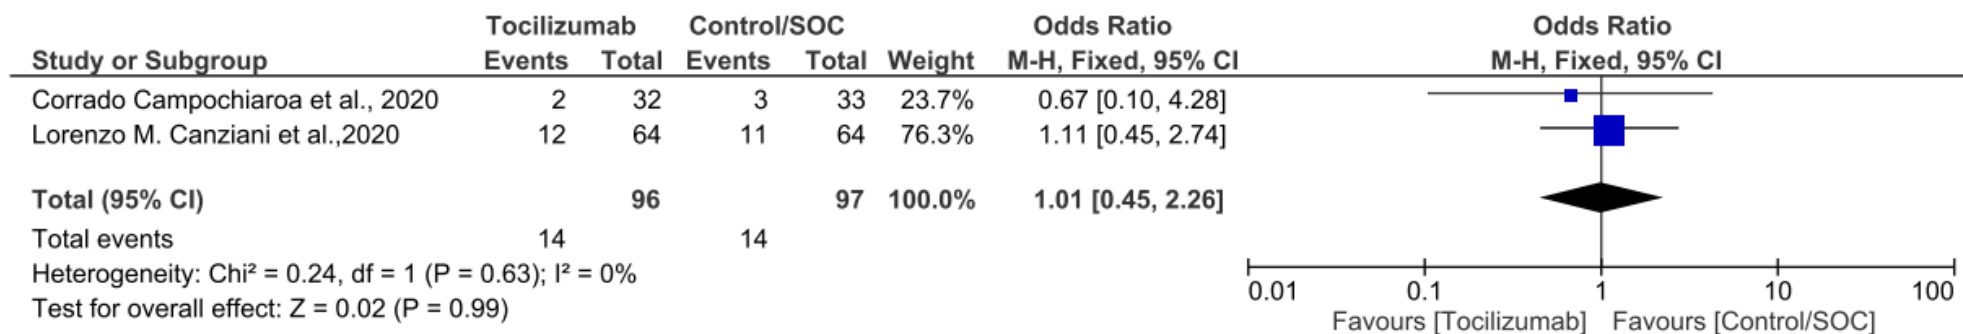 Tocilizumab Control/SOC Odds Ratio Odds Ratio
Study or Subgroup Events Total Events Total Weight M-H, Fixed, 95% CI M-H, Fixed, 95% CI
Corrado Campochiaroa et al., 2020 2 32 3 33 23.7% 0.67 [0.10, 4.28]
Lorenzo M. Canziani et al.,2020 12 64 11 64 76.3% 1.11 [0.45, 2.74]
Total (95% CI) 96 97 100.0% 1.01 [0.45, 2.26]
Total events 14 14
Heterogeneity: Chi² = 0.24, df = 1 (P = 0.63); I² = 0%
Test for overall effect: Z = 0.02 (P = 0.99)
0.01 0.1 1 10 100
Favours [Tocilizumab] Favours [Control/SOC]